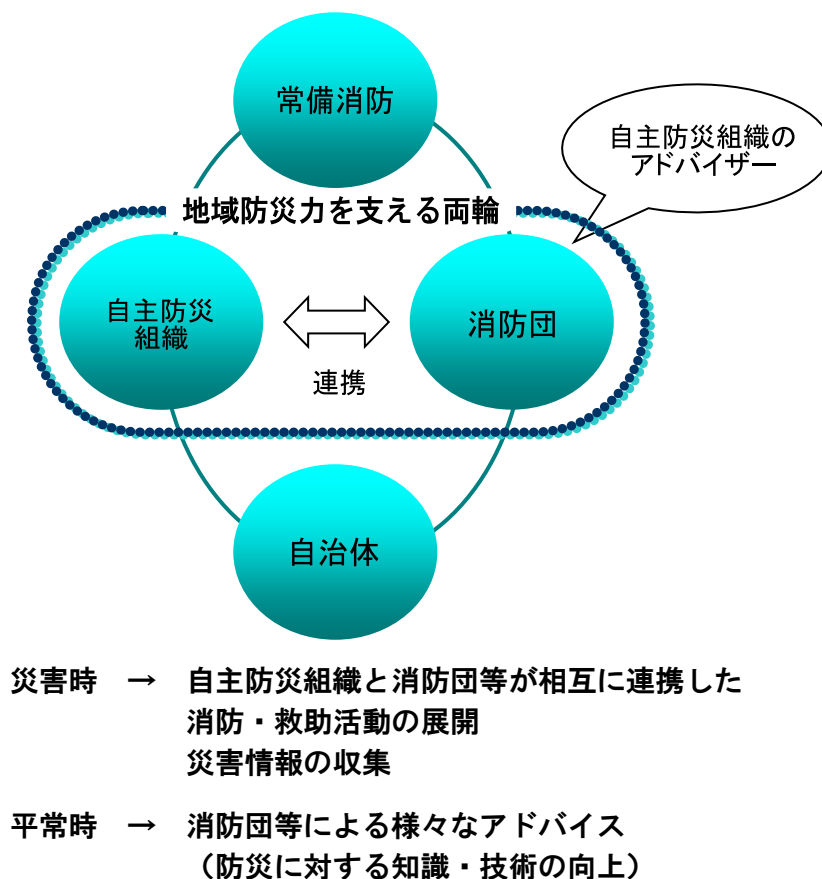 常備消防
自主防災組織の
アドバイザー
地域防災力を支える両輪
自主防災
組織
消防団
連携
自治体
災害時 → 自主防災組織と消防団等が相互に連携した
消防・救助活動の展開
災害情報の収集
平常時 → 消防団等による様々なアドバイス
（防災に対する知識・技術の向上）